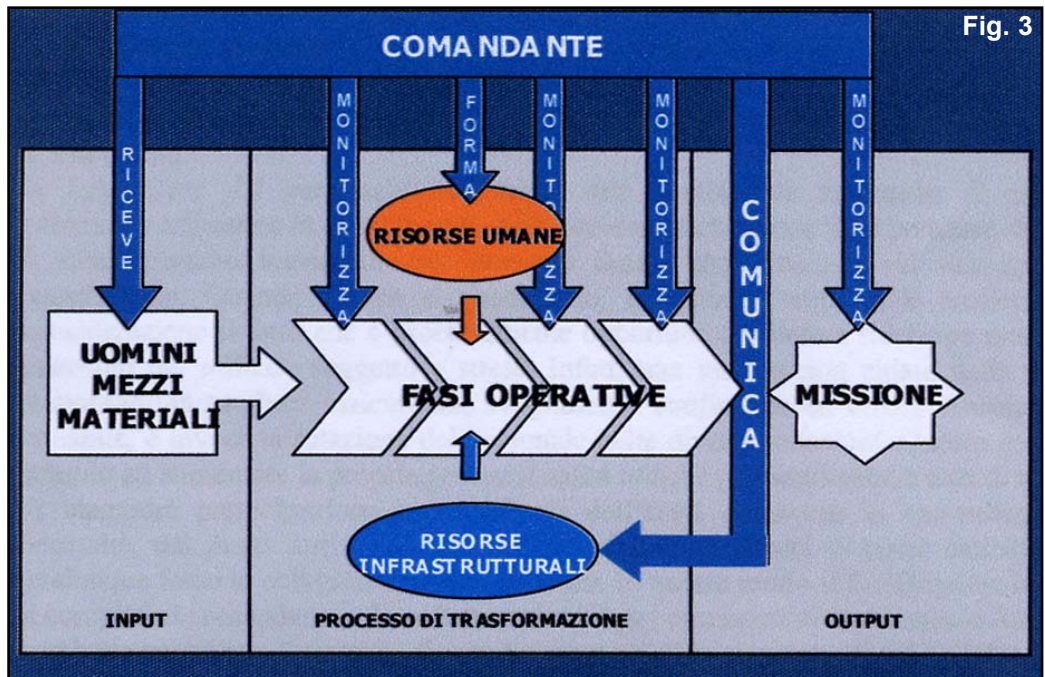 Fig. 3
COMANDANTE
RICEVE
MONITORIZZA
FORMA
MONITORIZZA
MONITORIZZA
COMUNICA
MONITORIZZA
RISORSE UMANE
UOMINI
MEZZI
MATERIALI
FASI OPERATIVE
MISSIONE
RISORSE
INFRASTRUTTURALI
INPUT
PROCESSO DI TRASFORMAZIONE
OUTPUT